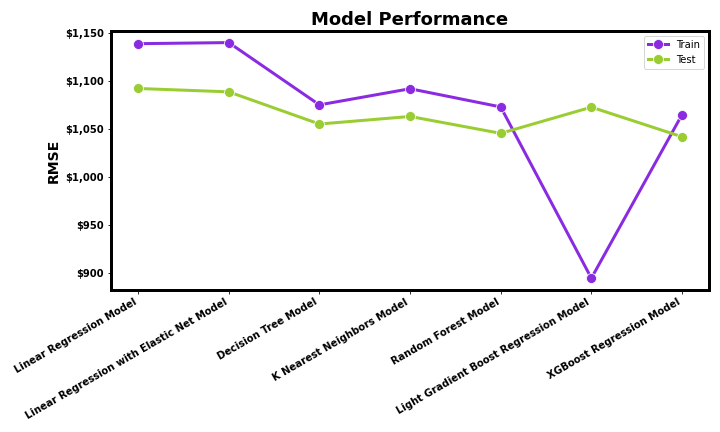 Model Performance
$1,150
$1,100
$1,050
$1,000
$950
$900
RMSE
Train
Test
Linear Regression Model
Linear Regression with Elastic Net Model
Decision Tree Model
K Nearest Neighbors Model
Random Forest Model
Light Gradient Boost Regression Model
XGBoost Regression Model